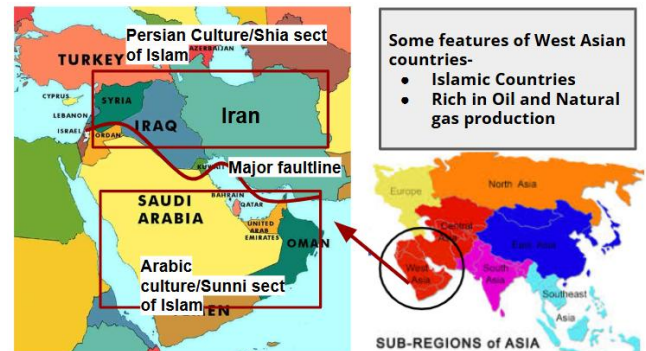 Persian Culture/Shia sect
of Islam
AZERBAIJAN
TURKEY
CYPRUS
SYRIA
LEBANON
ISRAEL
ORDAN
IRAQ
Iran
KUWAIT
Major faultline
SAUDI
ARABIA
BAHRAIN
QATAR
UNITED
ARAB
EMIRATES
OMAN
Arabic
culture/Sunni sect
of Islam
EN
Some features of West Asian
countries-
● Islamic Countries
● Rich in Oil and Natural
gas production
Europe
North Asia
Central
Asia
East Asia
West
Asia
South
Asia
Southeast
Asia
SUB-REGIONS of ASIA